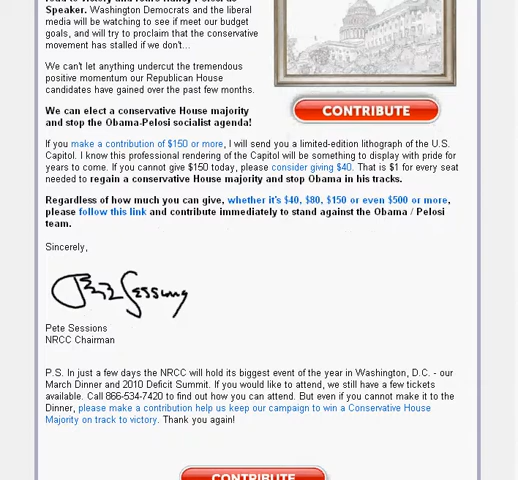 Speaker. Washington Democrats and the liberal
media will be watching to see if meet our budget
goals, and will try to proclaim that the conservative
movement has stalled if we don't...
We can't let anything undercut the tremendous
positive momentum our Republican House
candidates have gained over the past few months.
We can elect a conservative House majority
and stop the Obama-Pelosi socialist agenda!
CONTRIBUTE
If you make a contribution of $150 or more, I will send you a limited-edition lithograph of the U.S.
Capitol. I know this professional rendering of the Capitol will be something to display with pride for
years to come. If you cannot give $150 today, please consider giving $40. That is $1 for every seat
needed to regain a conservative House majority and stop Obama in his tracks.
Regardless of how much you can give, whether it's $40, $80, $150 or even $500 or more,
please follow this link and contribute immediately to stand against the Obama / Pelosi
team.
Sincerely,
Pete Sessions
Pete Sessions
NRCC Chairman
P.S. In just a few days the NRCC will hold its biggest event of the year in Washington, D.C. - our
March Dinner and 2010 Deficit Summit. If you would like to attend, we still have a few tickets
available. Call 866-534-7420 to find out how you can attend. But even if you cannot make it to the
Dinner, please make a contribution help us keep our campaign to win a Conservative House
Majority on track to victory. Thank you again!
CONTRIBUTE